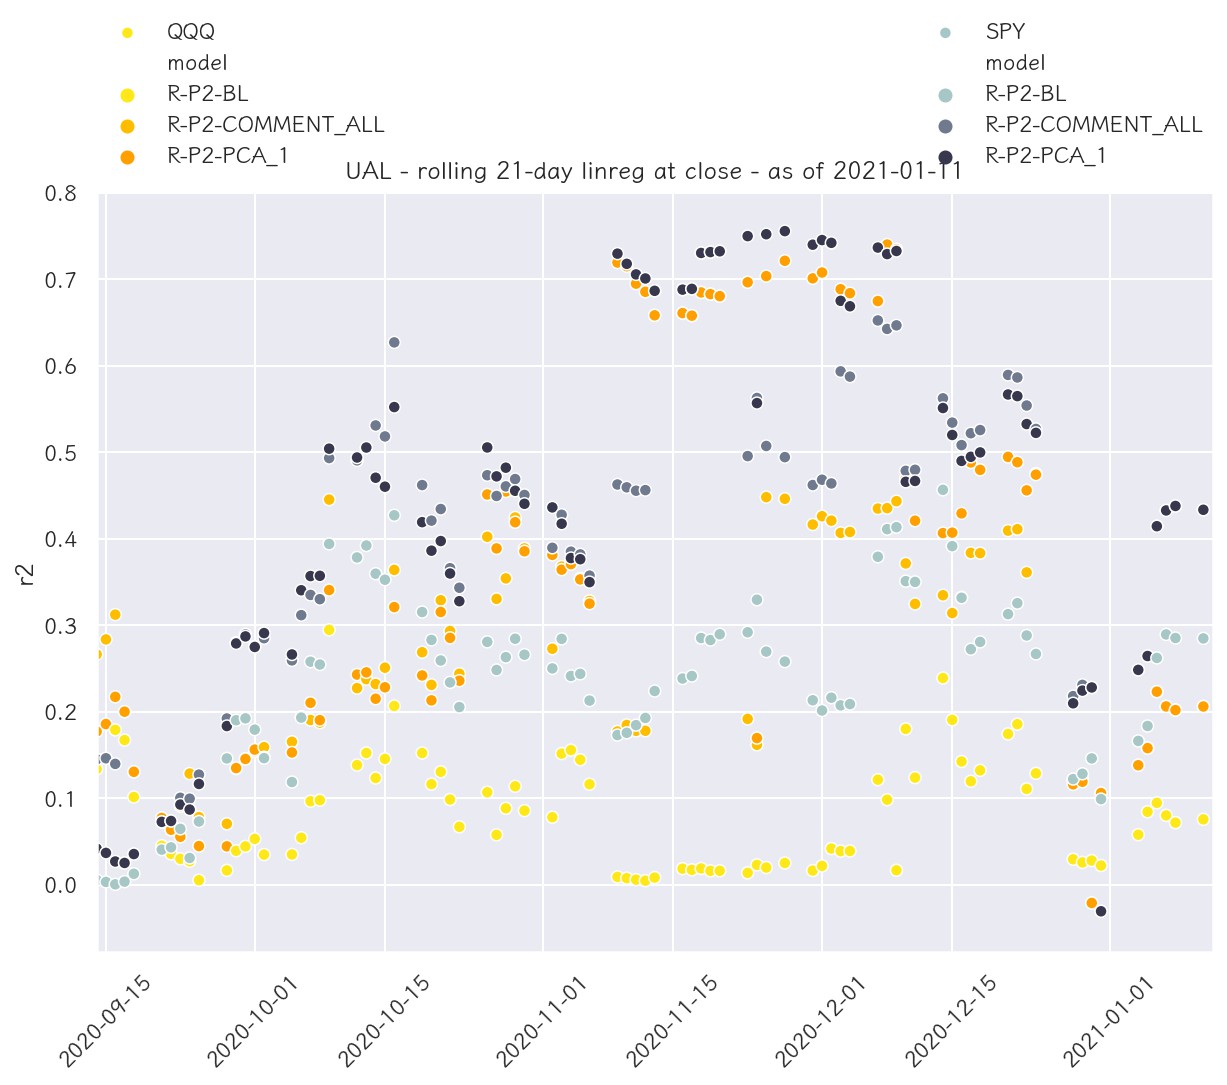 QQQ
model
R-P2-BL
R-P2-COMMENT_ALL
R-P2-PCA_1
SPY
model
R-P2-BL
R-P2-COMMENT_ALL
R-P2-PCA_1
UAL - rolling 21-day linreg at close - as of 2021-01-11
0.8
0.7
0.6
0.5
0.4
0.3
0.2
0.1
0.0
r2
2020-09-15
2020-10-01
2020-10-15
2020-11-01
2020-11-15
2020-12-01
2020-12-15
2021-01-01